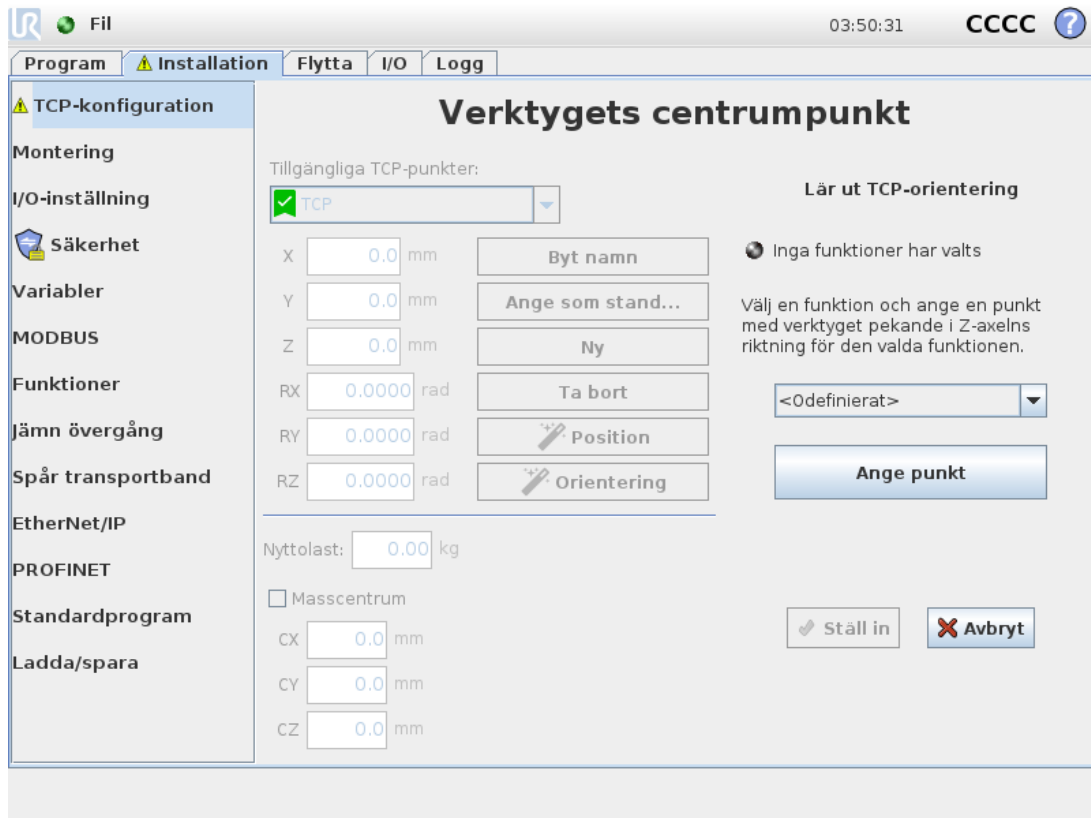 UR Fil 03:50:31 CCCC ?
Program Installation Flytta I/O Logg
TCP-konfiguration
Montering
I/O-inställning
Säkerhet
Variabler
MODBUS
Funktioner
Jämn övergång
Spår transportband
EtherNet/IP
PROFINET
Standardprogram
Ladda/spara
Verktygets centrumpunkt
Tillgängliga TCP-punkter:
TCP
X 0.0 mm Byt namn
Y 0.0 mm Ange som stand...
Z 0.0 mm Ny
RX 0.0000 rad Ta bort
RY 0.0000 rad Position
RZ 0.0000 rad Orientering
Nyttolast: 0.00 kg
Masscentrum
CX 0.0 mm
CY 0.0 mm
CZ 0.0 mm
Lär ut TCP-orientering
Inga funktioner har valts
Välj en funktion och ange en punkt
med verktyget pekande i Z-axelns
riktning för den valda funktionen.
<Odefinierat>
Ange punkt
Ställ in Avbryt